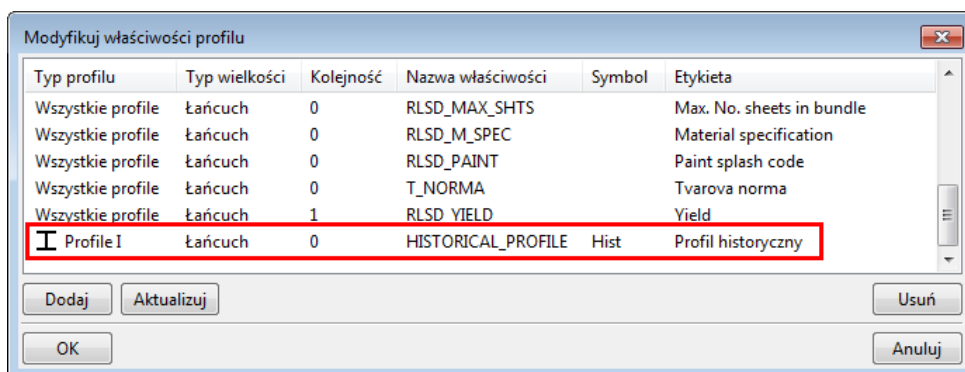 Modyfikuj właściwości profilu
Typ profilu Typ wielkości Kolejność Nazwa właściwości Symbol Etykieta
Wszystkie profile Łańcuch 0 RLSD_MAX_SHTS Max. No. sheets in bundle
Wszystkie profile Łańcuch 0 RLSD_M_SPEC Material specification
Wszystkie profile Łańcuch 0 RLSD_PAINT Paint splash code
Wszystkie profile Łańcuch 0 T_NORMA Tvarova norma
Wszystkie profile Łańcuch 1 RLSD_YIELD Yield
Profile I Łańcuch 0 HISTORICAL_PROFILE Hist Profil historyczny
Dodaj Aktualizuj Usuń
OK Anuluj